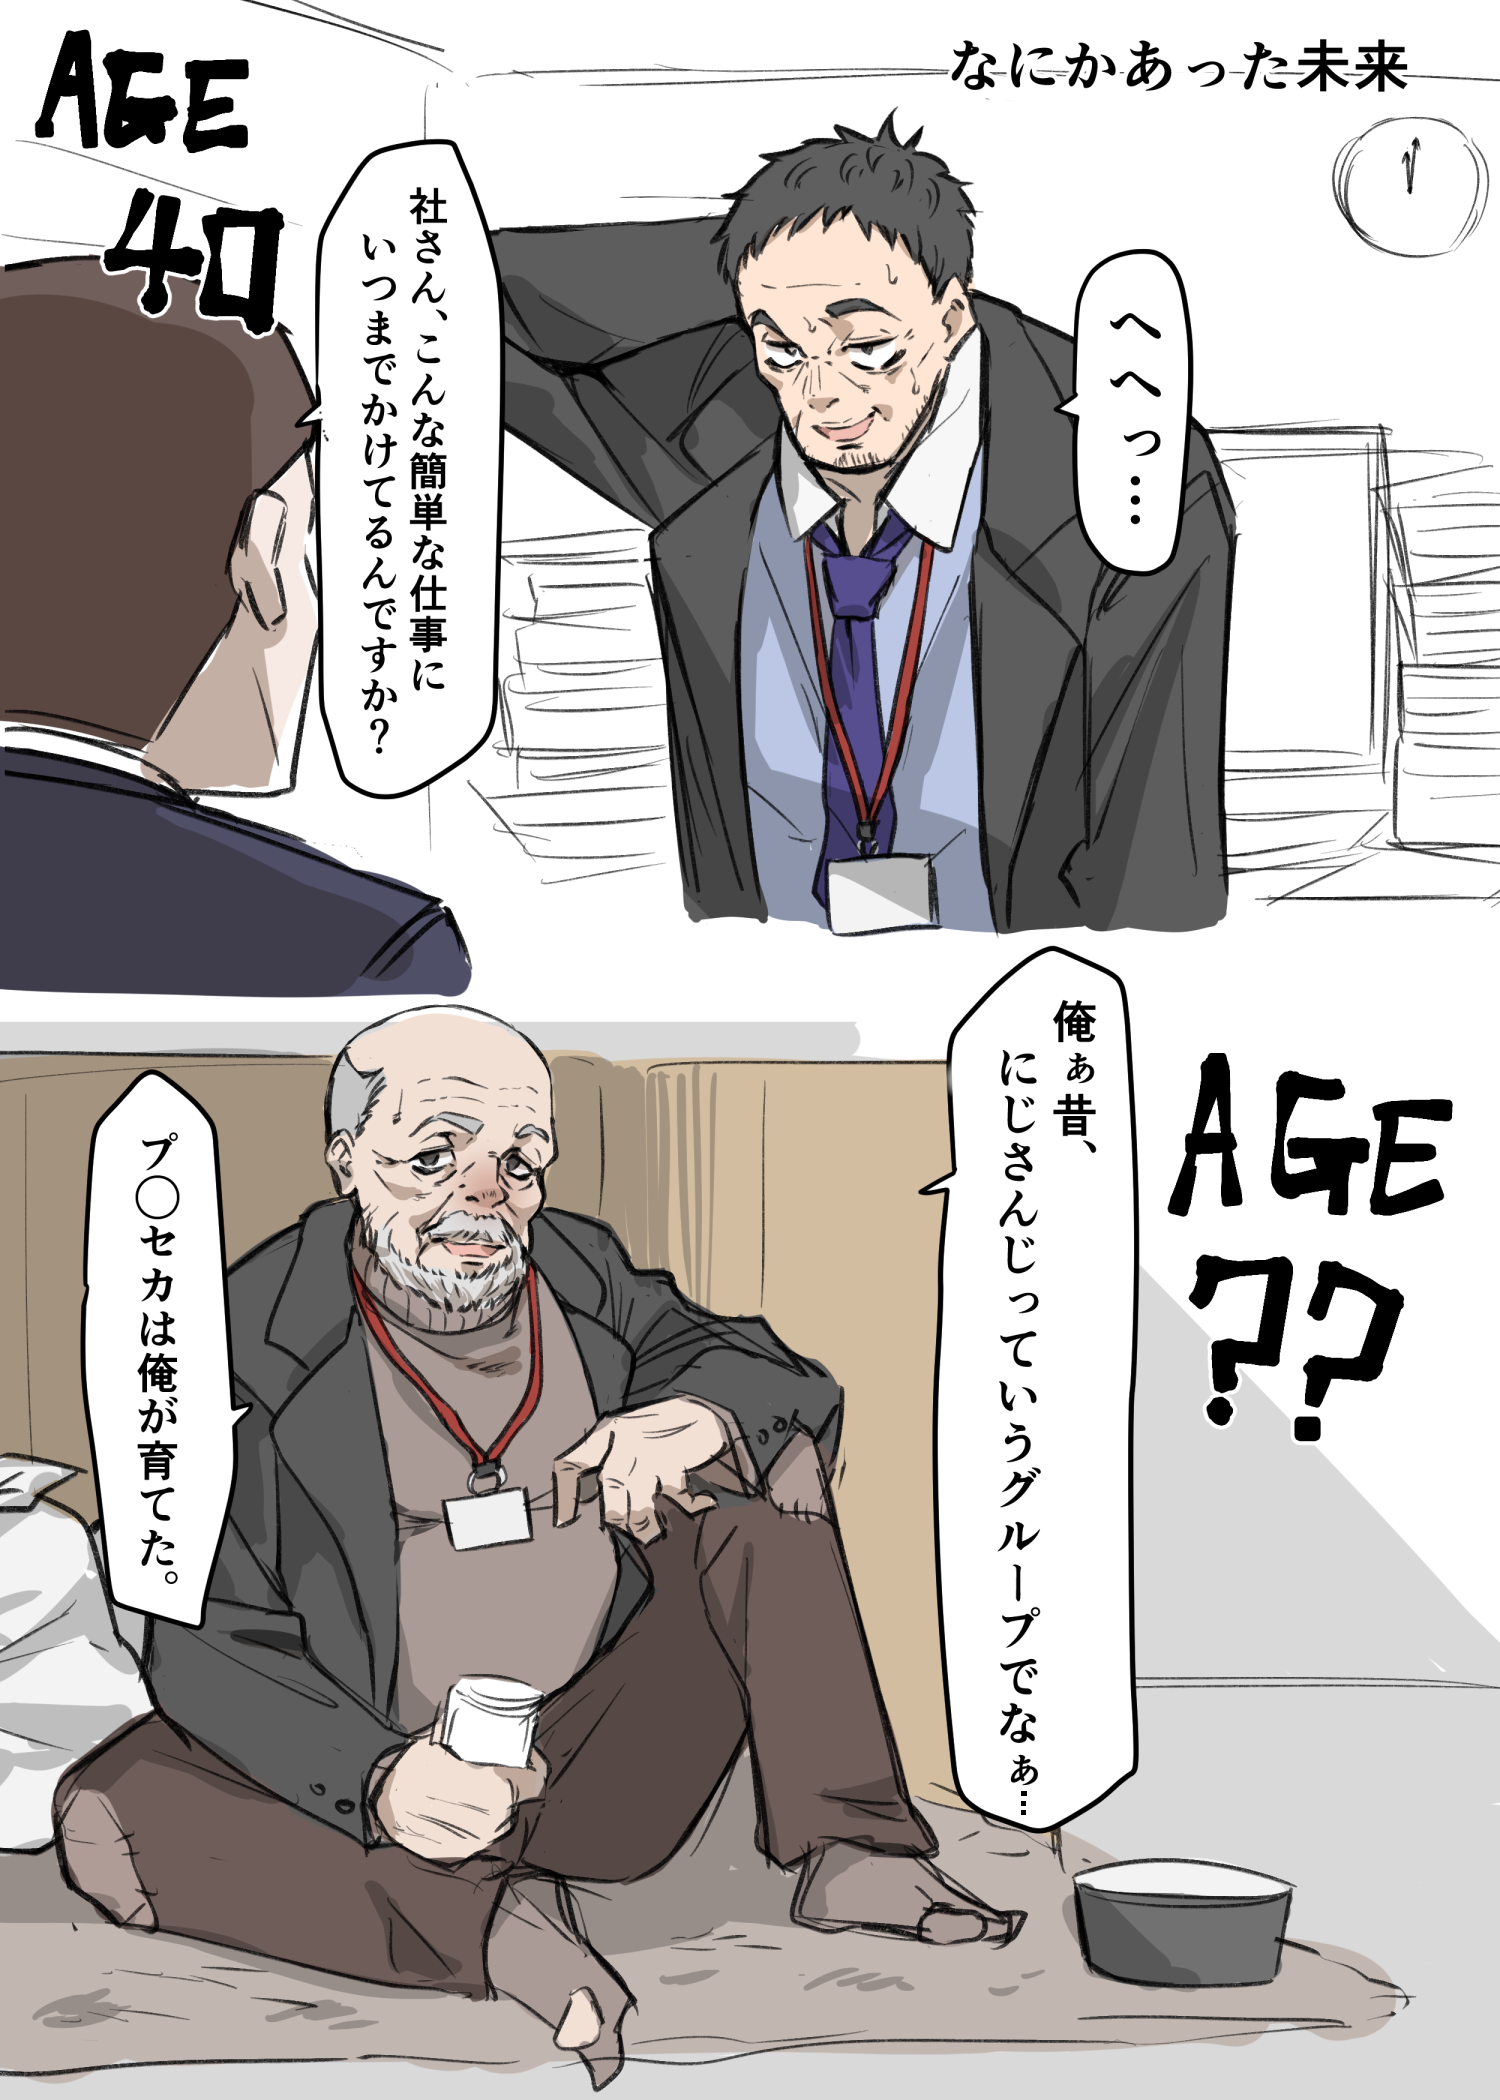 なにかあった未来
AGE
40
へへっ…
社さん、こんな簡単な仕事に
いつまでかけてるんですか？
AGE
??
俺ぁ昔、
にじさんじっていうグループでなぁ…
プ〇セカは俺が育てた。